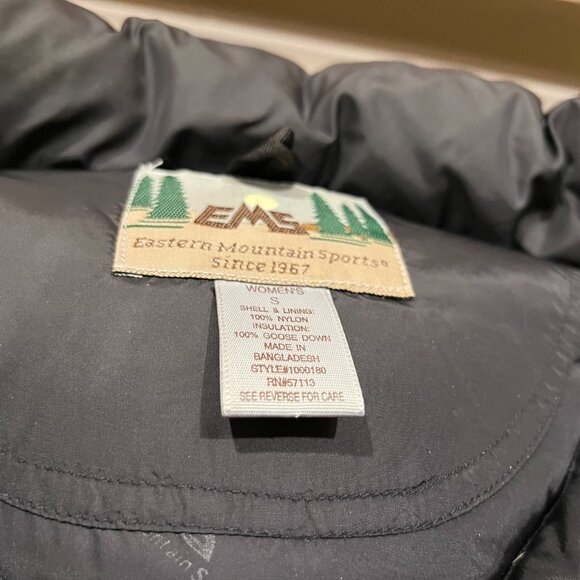 EMS
Eastern Mountain Sports®
Since 1967
WOMEN'S
S
SHELL & LINING:
100% NYLON
INSULATION:
100% GOOSE DOWN
MADE IN
BANGLADESH
STYLE#1000180
RN#57113
SEE REVERSE FOR CARE